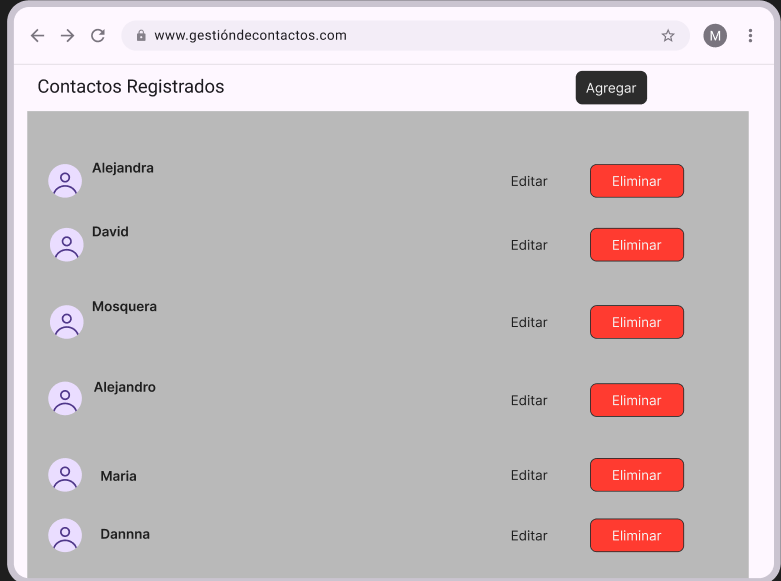 www.gestióndecontactos.com
M
Contactos Registrados
Agregar
Alejandra
Editar
Eliminar
David
Editar
Eliminar
Mosquera
Editar
Eliminar
Alejandro
Editar
Eliminar
Maria
Editar
Eliminar
Dannna
Editar
Eliminar